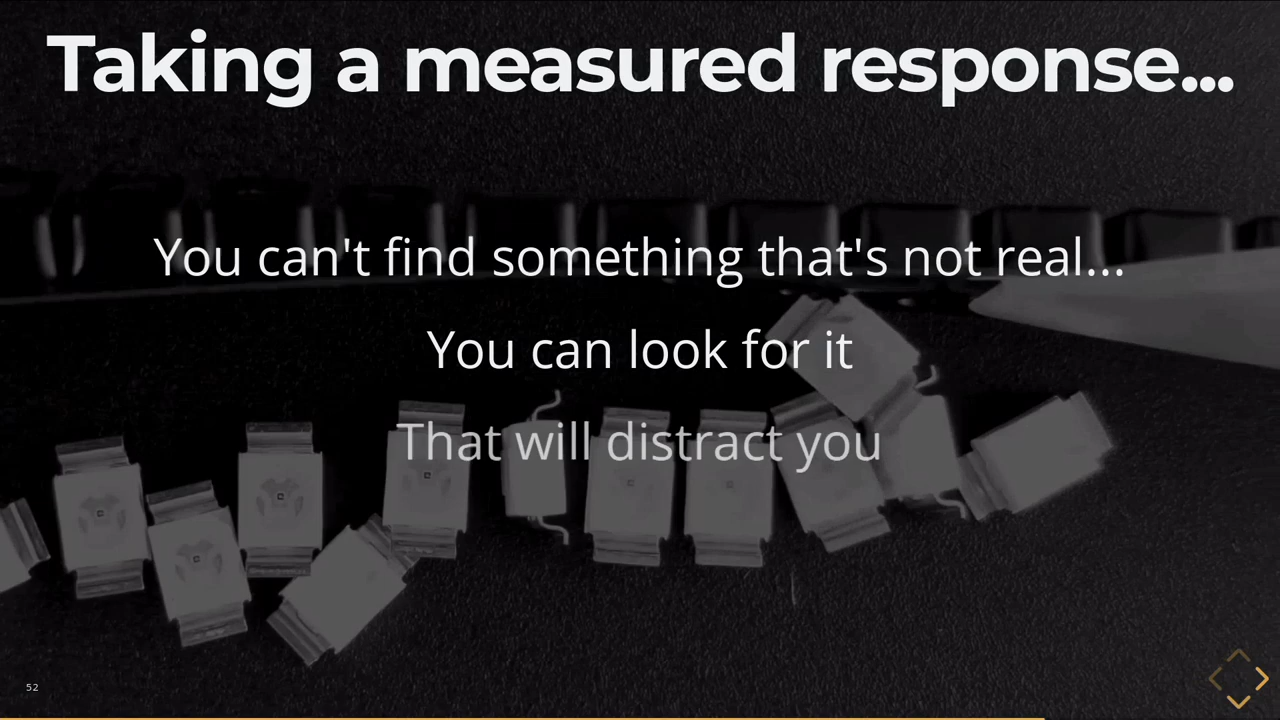 Taking a measured response...
You can't find something that's not real...
You can look for it
That will distract you
52